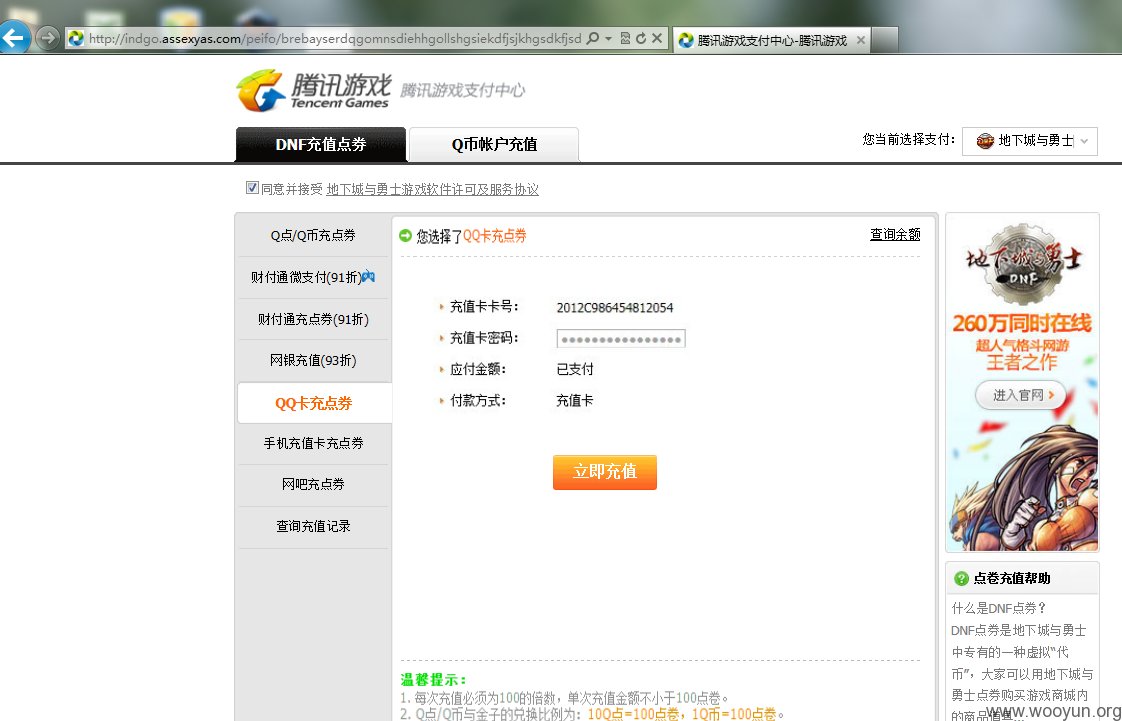 http://indgo.assexyas.com/peifo/brebayserdqgomnsdiehhgollshgsiekdfjsjkhgsdkfjsd
腾讯游戏支付中心-腾讯游戏
腾讯游戏
Tencent Games
腾讯游戏支付中心
DNF充值点券
Q币帐户充值
您当前选择支付：
地下城与勇士
同意并接受 地下城与勇士游戏软件许可及服务协议
Q点/Q币充点券
财付通微支付(91折)
财付通充点券(91折)
网银充值(93折)
QQ卡充点券
手机充值卡充点券
网吧充点券
查询充值记录
您选择了QQ卡充点券
查询余额
充值卡卡号： 2012C986454812054
充值卡密码：
应付金额： 已支付
付款方式： 充值卡
立即充值
温馨提示：
1. 每次充值必须为100的倍数，单次充值金额不小于100点卷。
2. Q点/Q币与金子的兑换比例为：10Q点=100点卷，1Q币=100点卷。
地下城与勇士
DNF
260万同时在线
超人气格斗网游
王者之作
进入官网
点卷充值帮助
什么是DNF点券？
DNF点券是地下城与勇士
中专有的一种虚拟“代
币”，大家可以用地下城与
勇士点券购买游戏商城内
的商品道具
www.wooyun.org